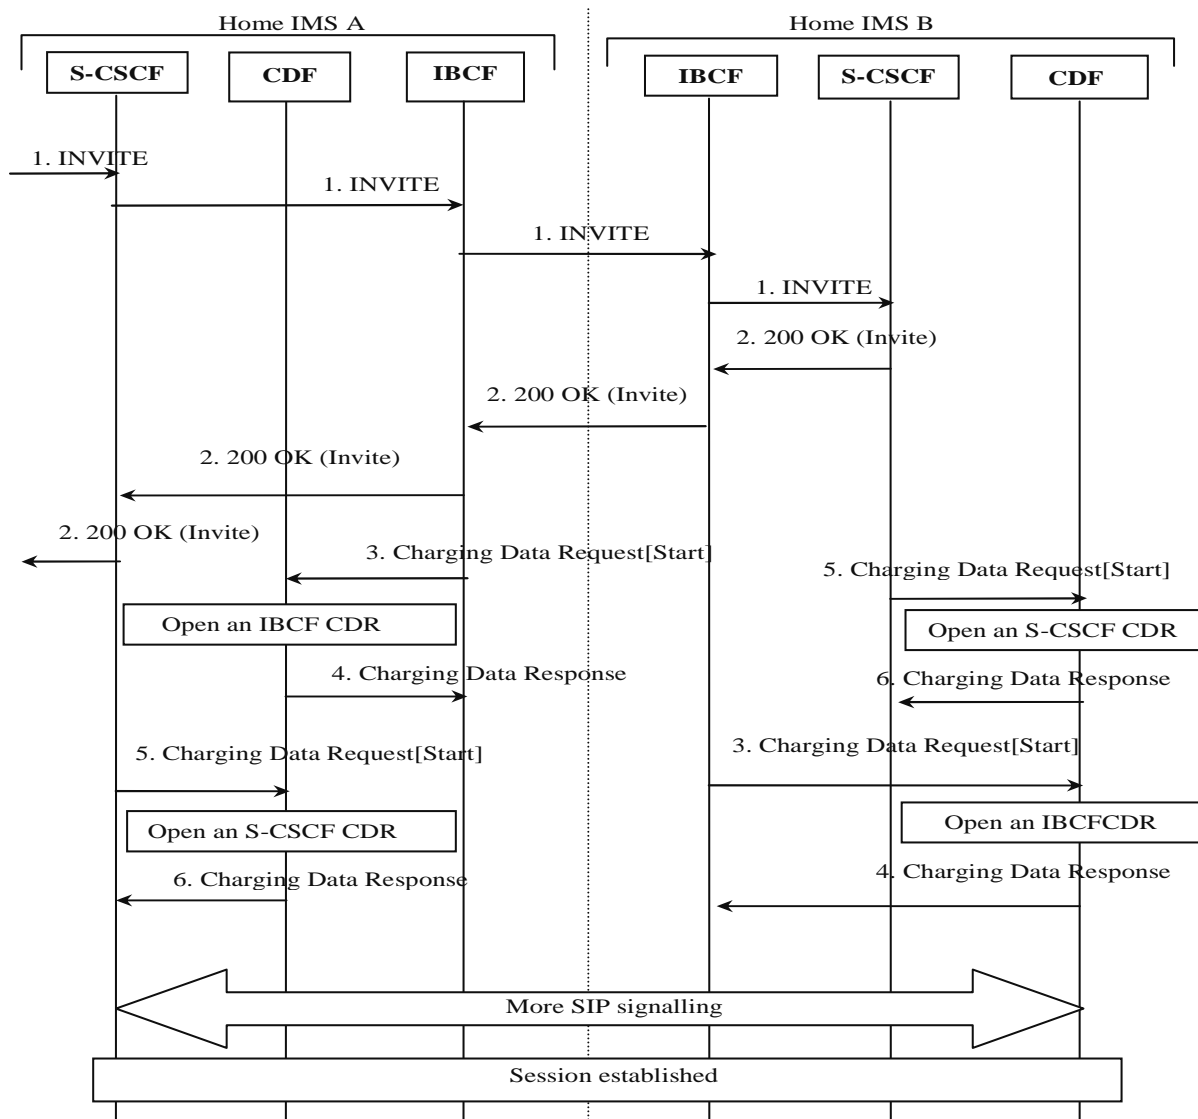 Home IMS A
Home IMS B
S-CSCF
CDF
IBCF
IBCF
S-CSCF
CDF
1. INVITE
1. INVITE
1. INVITE
1. INVITE
2. 200 OK (Invite)
2. 200 OK (Invite)
2. 200 OK (Invite)
2. 200 OK (Invite)
3. Charging Data Request[Start]
5. Charging Data Request[Start]
Open an IBCF CDR
Open an S-CSCF CDR
4. Charging Data Response
6. Charging Data Response
5. Charging Data Request[Start]
3. Charging Data Request[Start]
Open an S-CSCF CDR
Open an IBCFCDR
6. Charging Data Response
4. Charging Data Response
More SIP signalling
Session established